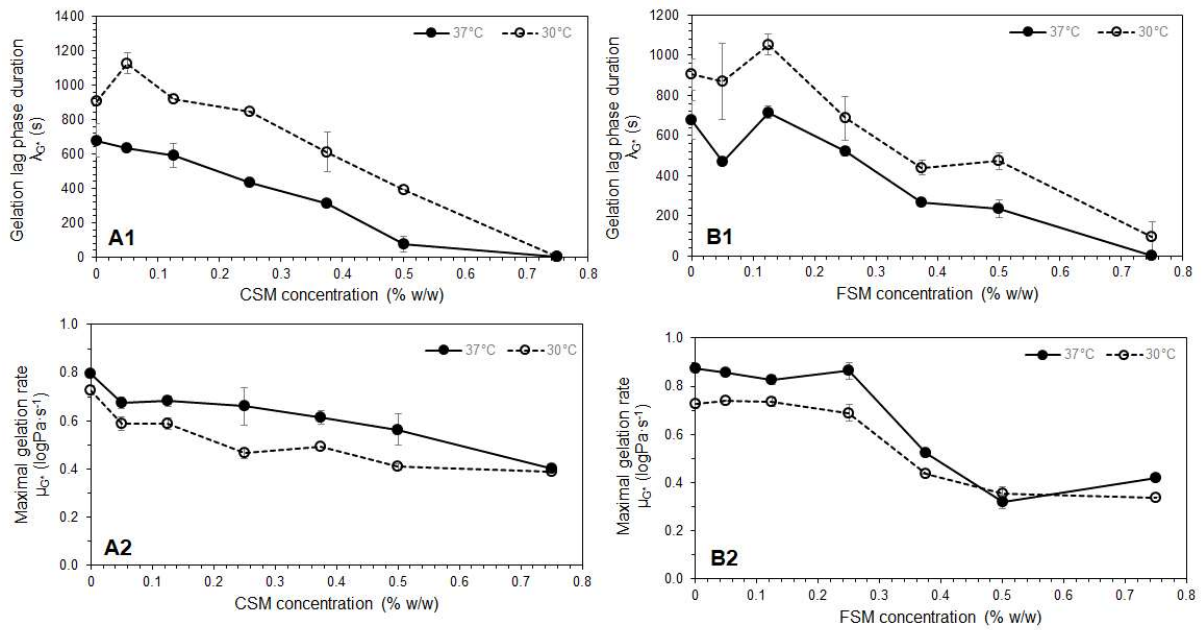 Gelation lag phase duration
λG* (s)
1400
1200
1000
800
600
400
200
0
37°C
30°C
A1
0
0.1
0.2
0.3
0.4
0.5
0.6
0.7
0.8
CSM concentration (% w/w)
Gelation lag phase duration
λG* (s)
1200
1000
800
600
400
200
0
37°C
30°C
B1
0
0.1
0.2
0.3
0.4
0.5
0.6
0.7
0.8
FSM concentration (% w/w)
Maximal gelation rate
μG* (logPa·s⁻¹)
1.0
0.8
0.6
0.4
0.2
0.0
37°C
30°C
A2
0
0.1
0.2
0.3
0.4
0.5
0.6
0.7
0.8
CSM concentration (% w/w)
Maximal gelation rate
μG* (logPa·s⁻¹)
1.0
0.8
0.6
0.4
0.2
0.0
37°C
30°C
B2
0
0.1
0.2
0.3
0.4
0.5
0.6
0.7
0.8
FSM concentration (% w/w)